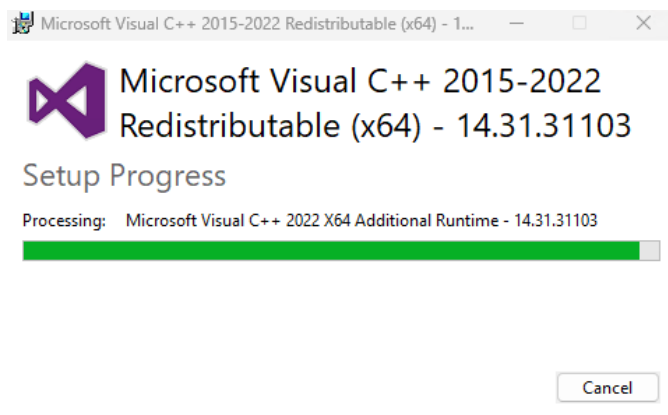 Microsoft Visual C++ 2015-2022 Redistributable (x64) - 1...
Microsoft Visual C++ 2015-2022
Redistributable (x64) - 14.31.31103
Setup Progress
Processing: Microsoft Visual C++ 2022 X64 Additional Runtime - 14.31.31103
Cancel